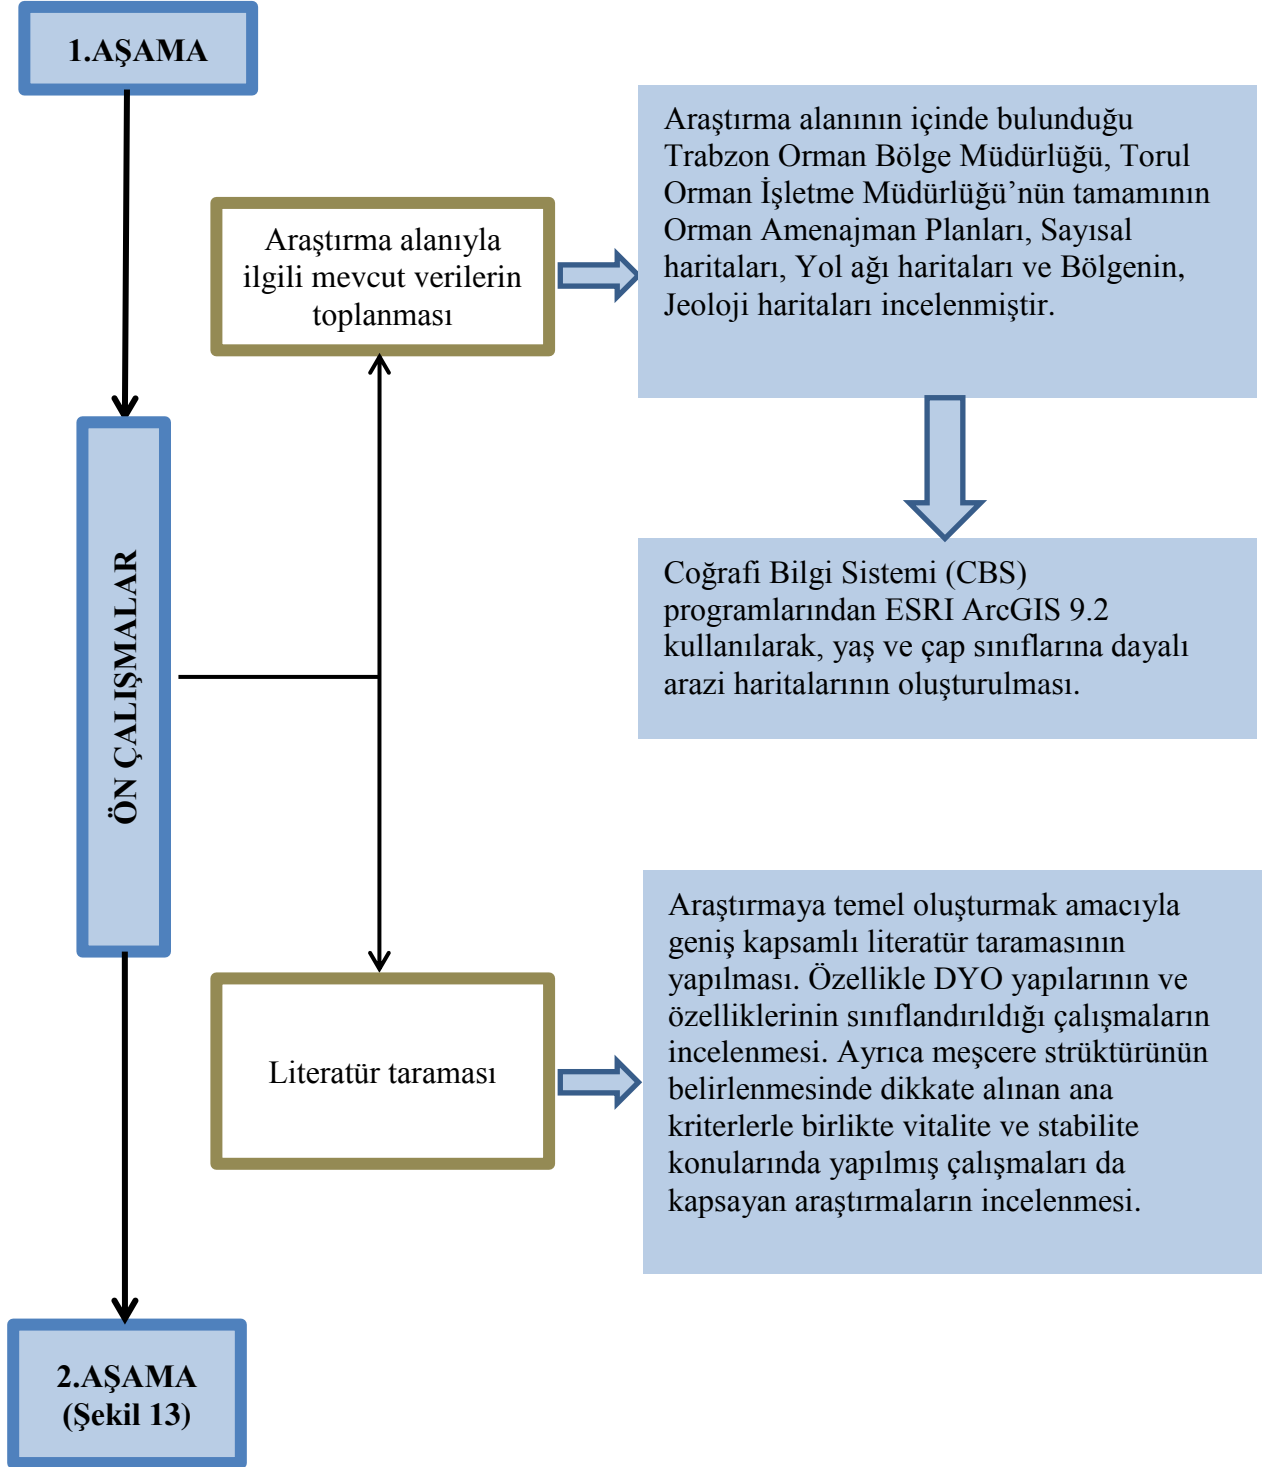 1.AŞAMA
Araştırma alanının içinde bulunduğu
Trabzon Orman Bölge Müdürlüğü, Torul
Orman İşletme Müdürlüğü’nün tamamının
Orman Amenajman Planları, Sayısal
haritaları, Yol ağı haritaları ve Bölgenin,
Jeoloji haritaları incelenmiştir.
Araştırma alanıyla
ilgili mevcut verilerin
toplanması
ÖN ÇALIŞMALAR
Coğrafi Bilgi Sistemi (CBS)
programlarından ESRI ArcGIS 9.2
kullanılarak, yaş ve çap sınıflarına dayalı
arazi haritalarının oluşturulması.
Literatür taraması
Araştırmaya temel oluşturmak amacıyla
geniş kapsamlı literatür taramasının
yapılması. Özellikle DYO yapılarının ve
özelliklerinin sınıflandırıldığı çalışmaların
incelenmesi. Ayrıca meşcere strüktürünün
belirlenmesinde dikkate alınan ana
kriterlerle birlikte vitalite ve stabilite
konularında yapılmış çalışmaları da
kapsayan araştırmaların incelenmesi.
2.AŞAMA
(Şekil 13)